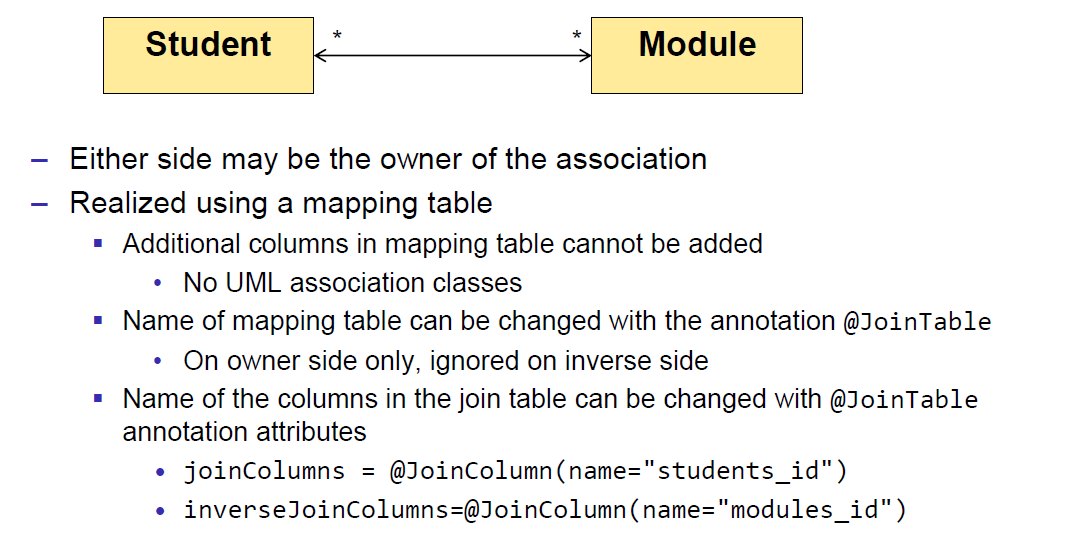 Student * * Module
– Either side may be the owner of the association
– Realized using a mapping table
▪ Additional columns in mapping table cannot be added
• No UML association classes
▪ Name of mapping table can be changed with the annotation @JoinTable
• On owner side only, ignored on inverse side
▪ Name of the columns in the join table can be changed with @JoinTable
annotation attributes
• joinColumns = @JoinColumn(name="students_id")
• inverseJoinColumns=@JoinColumn(name="modules_id")